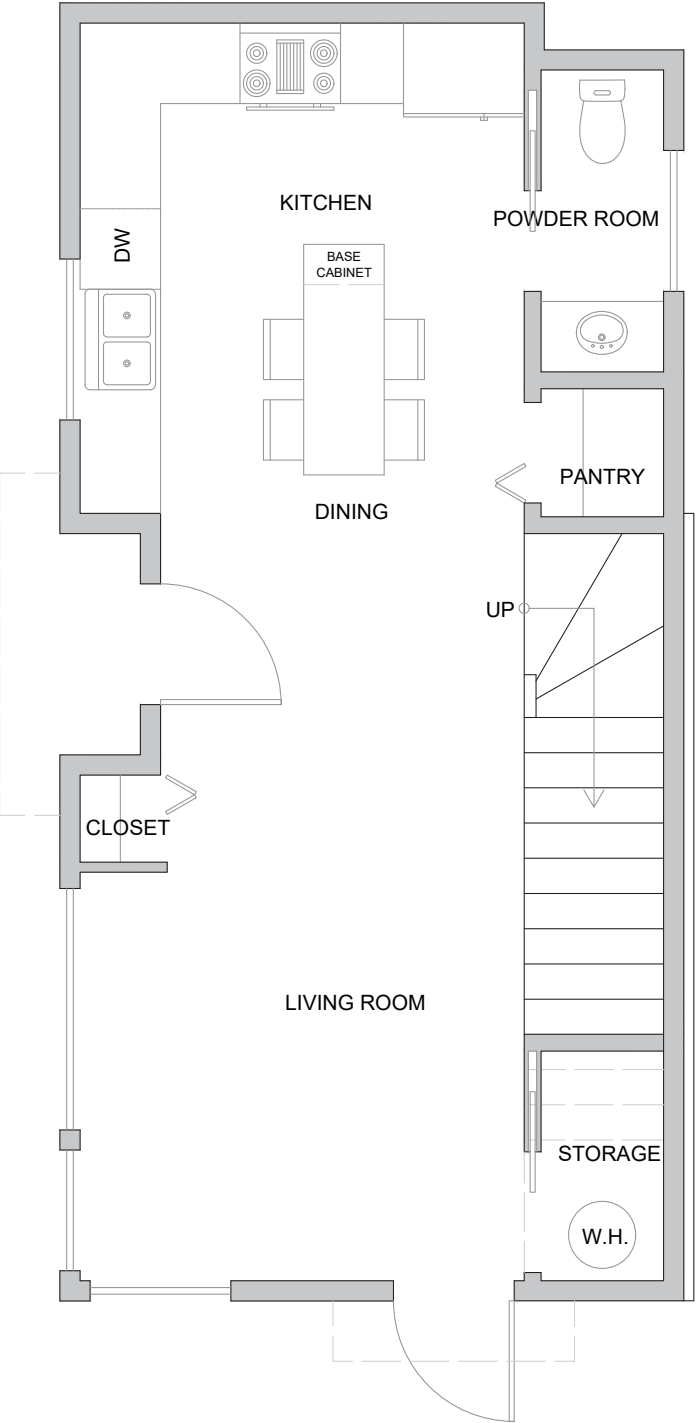 KITCHEN
POWDER ROOM
DW
BASE
CABINET
PANTRY
DINING
UP
CLOSET
LIVING ROOM
STORAGE
W.H.